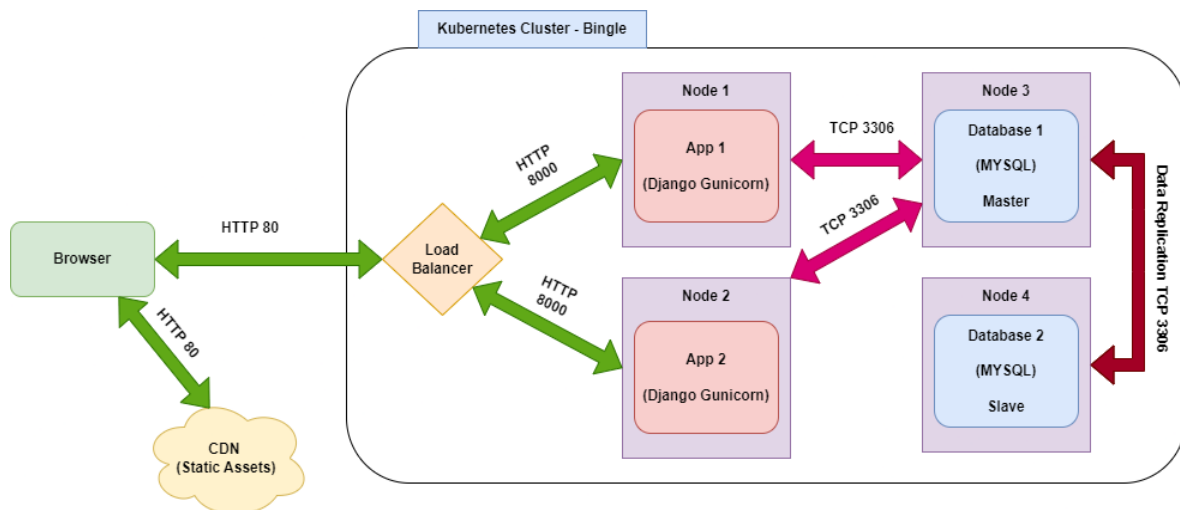 Kubernetes Cluster - Bingle
Node 1
App 1
(Django Gunicorn)
Node 3
Database 1
(MYSQL)
Master
TCP 3306
HTTP
8000
TCP 3306
Data Replication TCP 3306
HTTP 80
Browser
Load
Balancer
HTTP
8000
Node 2
App 2
(Django Gunicorn)
Node 4
Database 2
(MYSQL)
Slave
HTTP 80
CDN
(Static Assets)